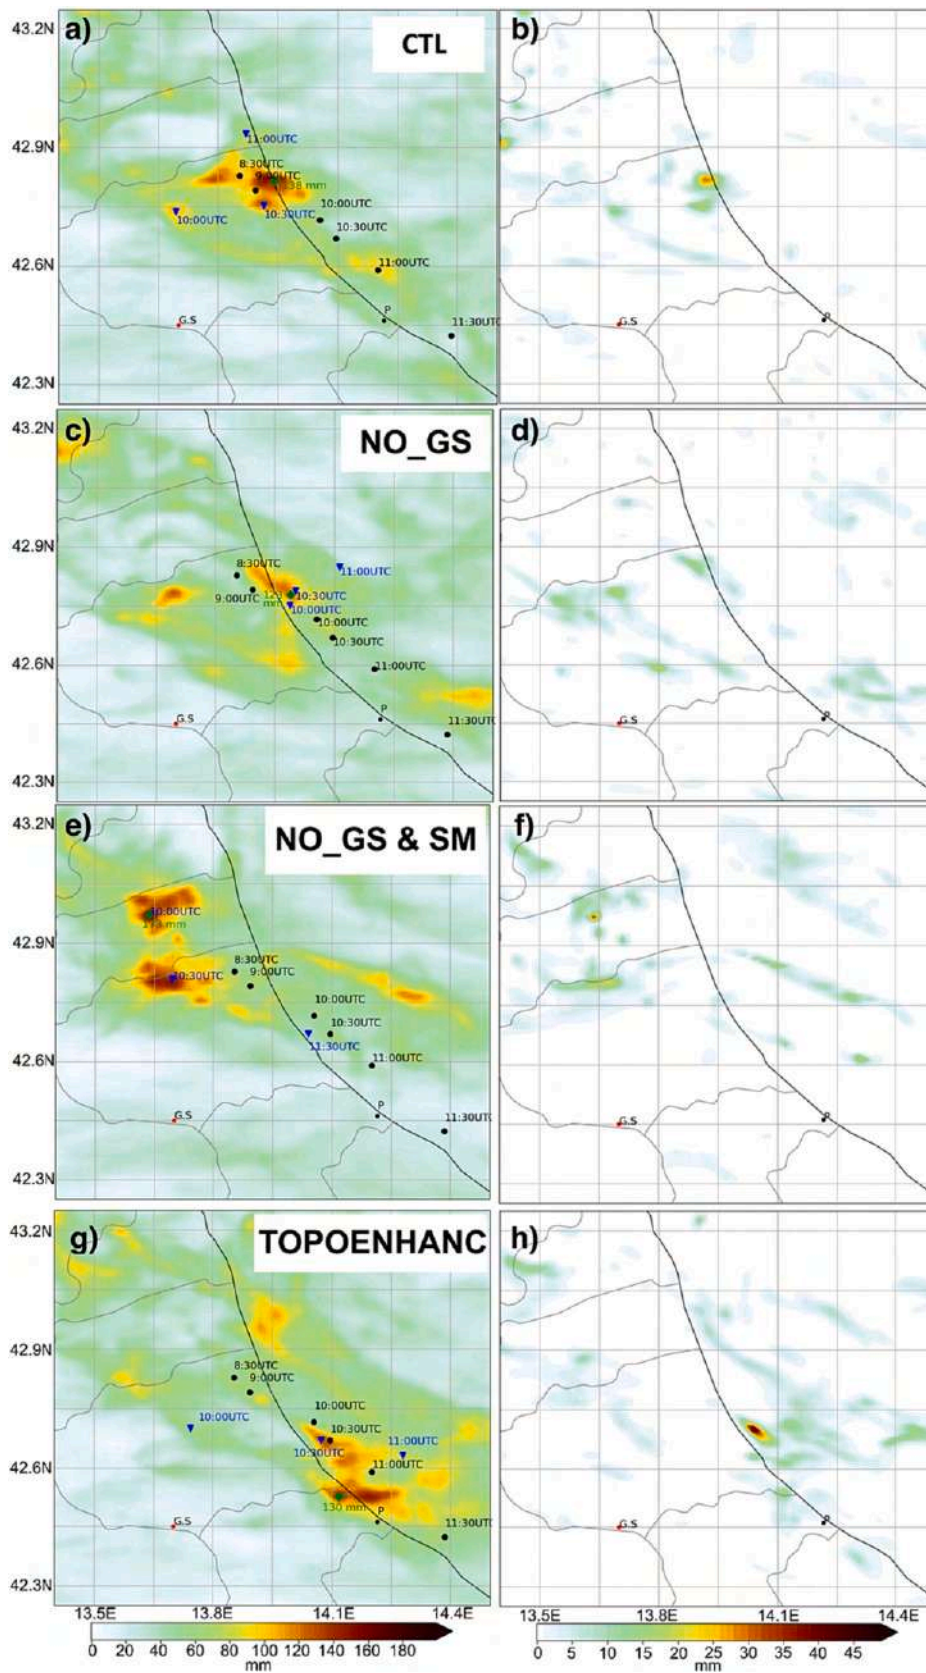 43.2N
a)
CTL
b)
11:00UTC
42.9N
8:30UTC
9:00UTC
38 mm
10:00UTC
10:30UTC
10:00UTC
10:30UTC
42.6N
11:00UTC
P
G.S
11:30UTC
P
G.S
42.3N
43.2N
c)
NO_GS
d)
42.9N
8:30UTC
11:00UTC
9:00UTC
mm
10:30UTC
10:00UTC
10:00UTC
10:30UTC
42.6N
11:00UTC
P
G.S
11:30UTC
P
G.S
42.3N
43.2N
e)
NO_GS & SM
f)
10:00UTC
mm
42.9N
8:30UTC
9:00UTC
10:30UTC
10:00UTC
10:30UTC
11:30UTC
42.6N
11:00UTC
P
G.S
11:30UTC
P
G.S
42.3N
43.2N
g)
TOPOENHANC
h)
42.9N
8:30UTC
9:00UTC
10:00UTC
10:00UTC
10:30UTC
10:30UTC
11:00UTC
11:00UTC
42.6N
130 mm
P
G.S
11:30UTC
P
G.S
42.3N
13.5E 13.8E 14.1E 14.4E
13.5E 13.8E 14.1E 14.4E
0 20 40 60 80 100 120 140 160 180
mm
0 5 10 15 20 25 30 35 40 45
mm